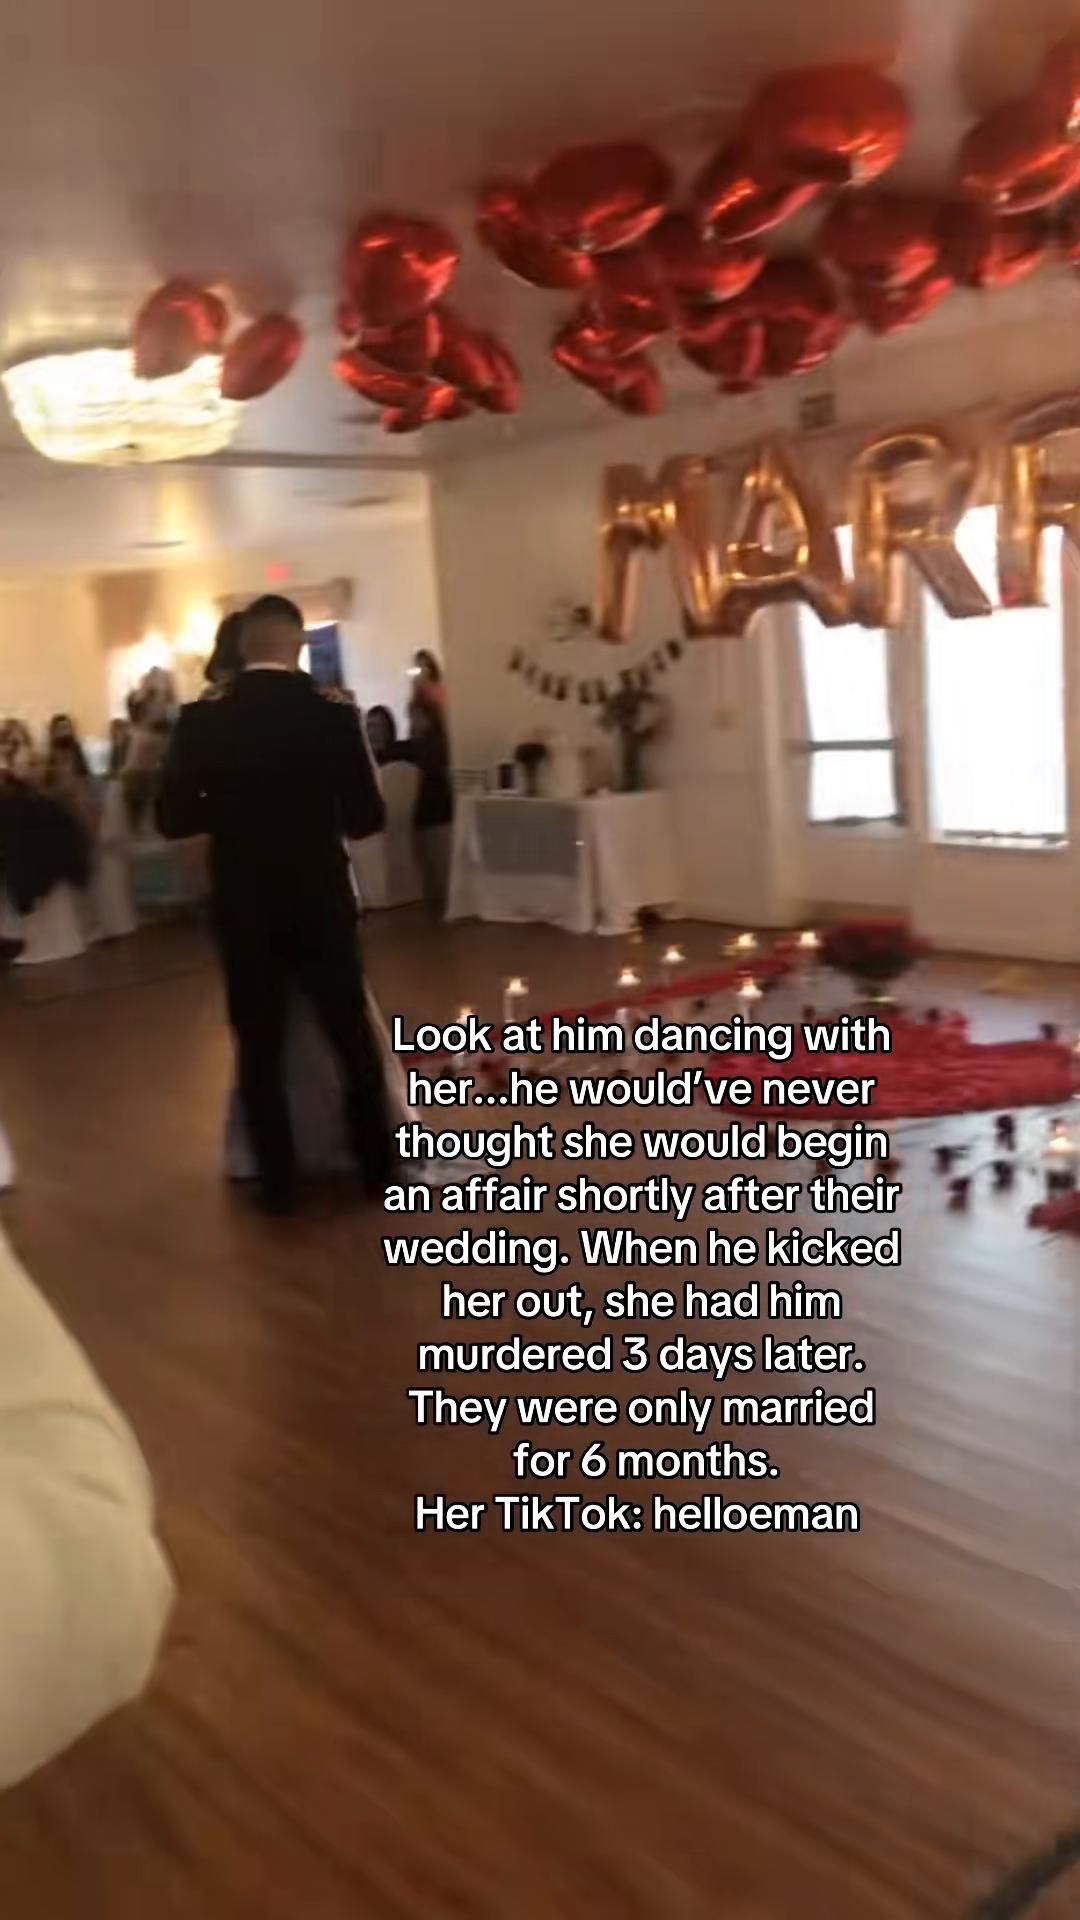 MARR
Look at him dancing with
her...he would've never
thought she would begin
an affair shortly after their
wedding. When he kicked
her out, she had him
murdered 3 days later.
They were only married
for 6 months.
Her TikTok: helloeman